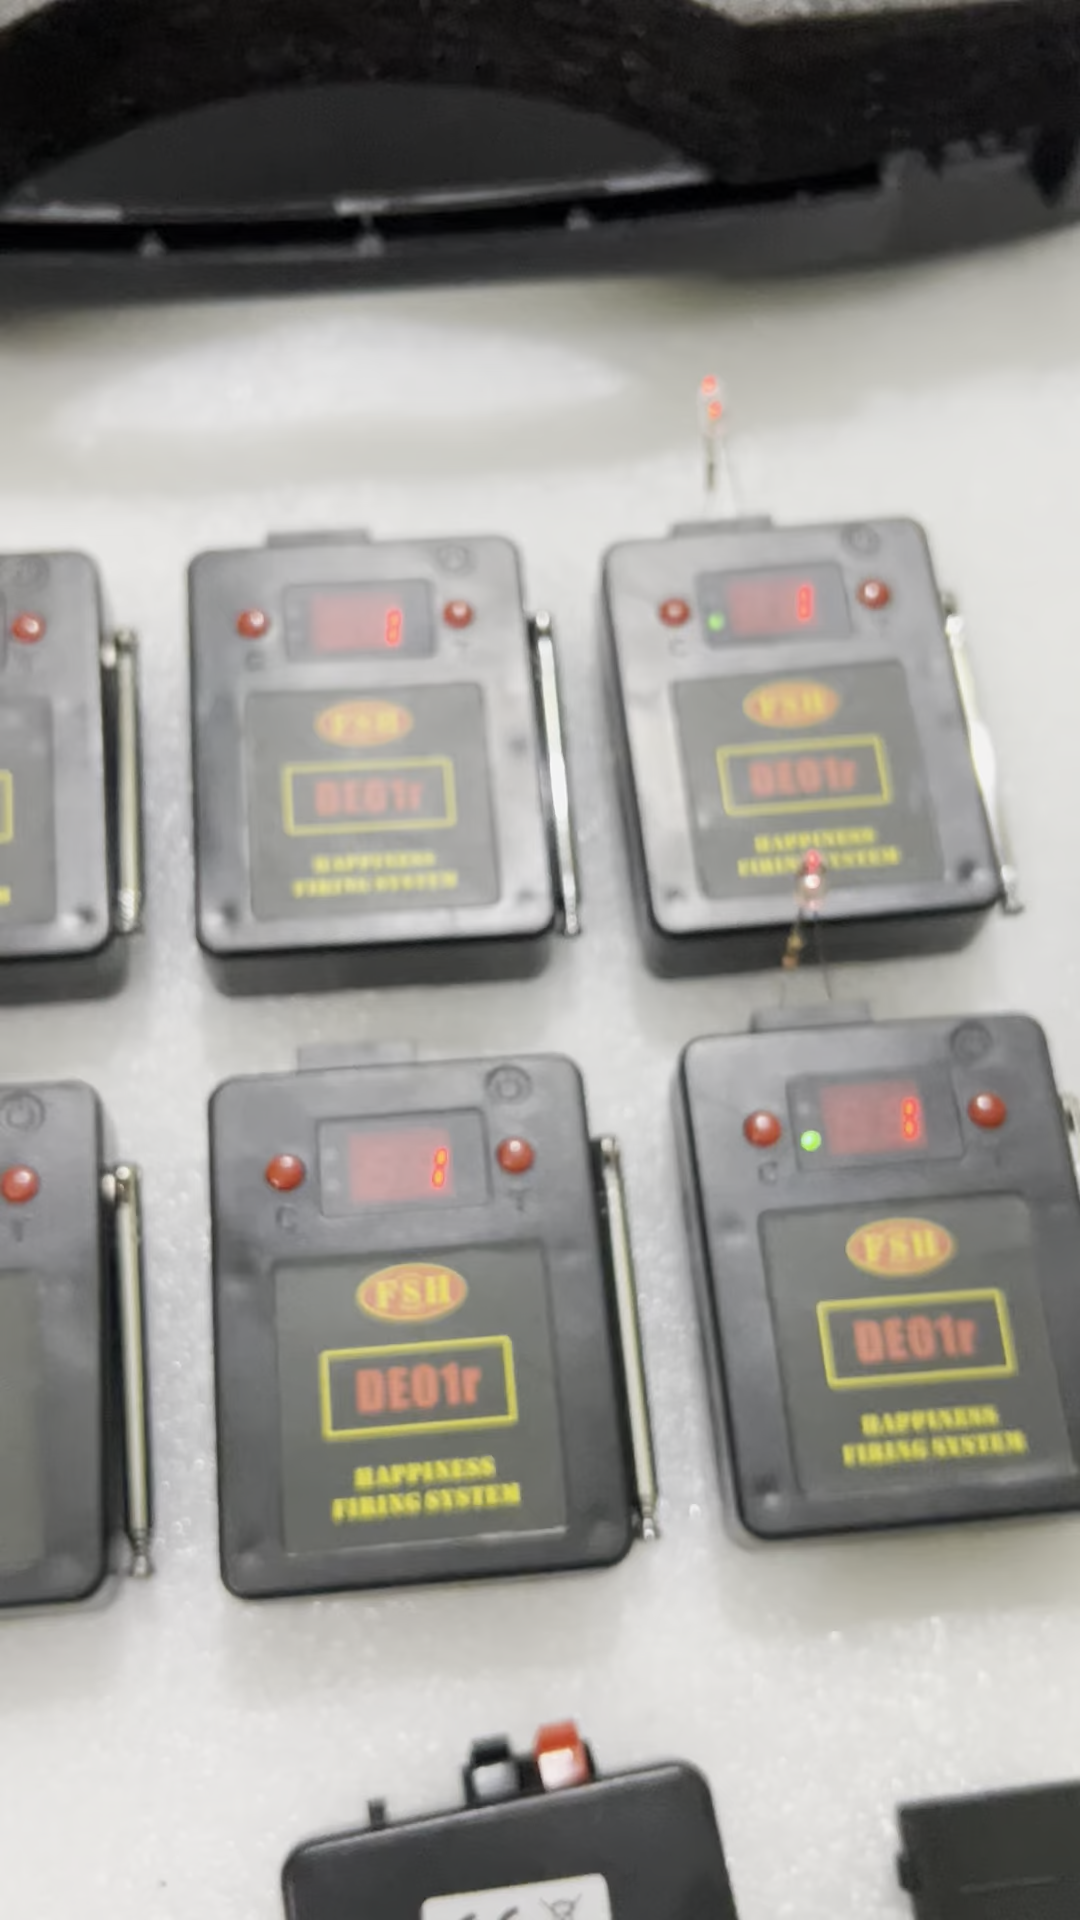 C
FSH
DE01r
HAPPINESS
FIRING SYSTEM
C
T
FSH
DE01r
HAPPINESS
FIRING SYSTEM
T
C
T
1
FSH
DE01r
HAPPINESS
FIRING SYSTEM
C
FSH
DE01r
HAPPINESS
FIRING SYSTEM